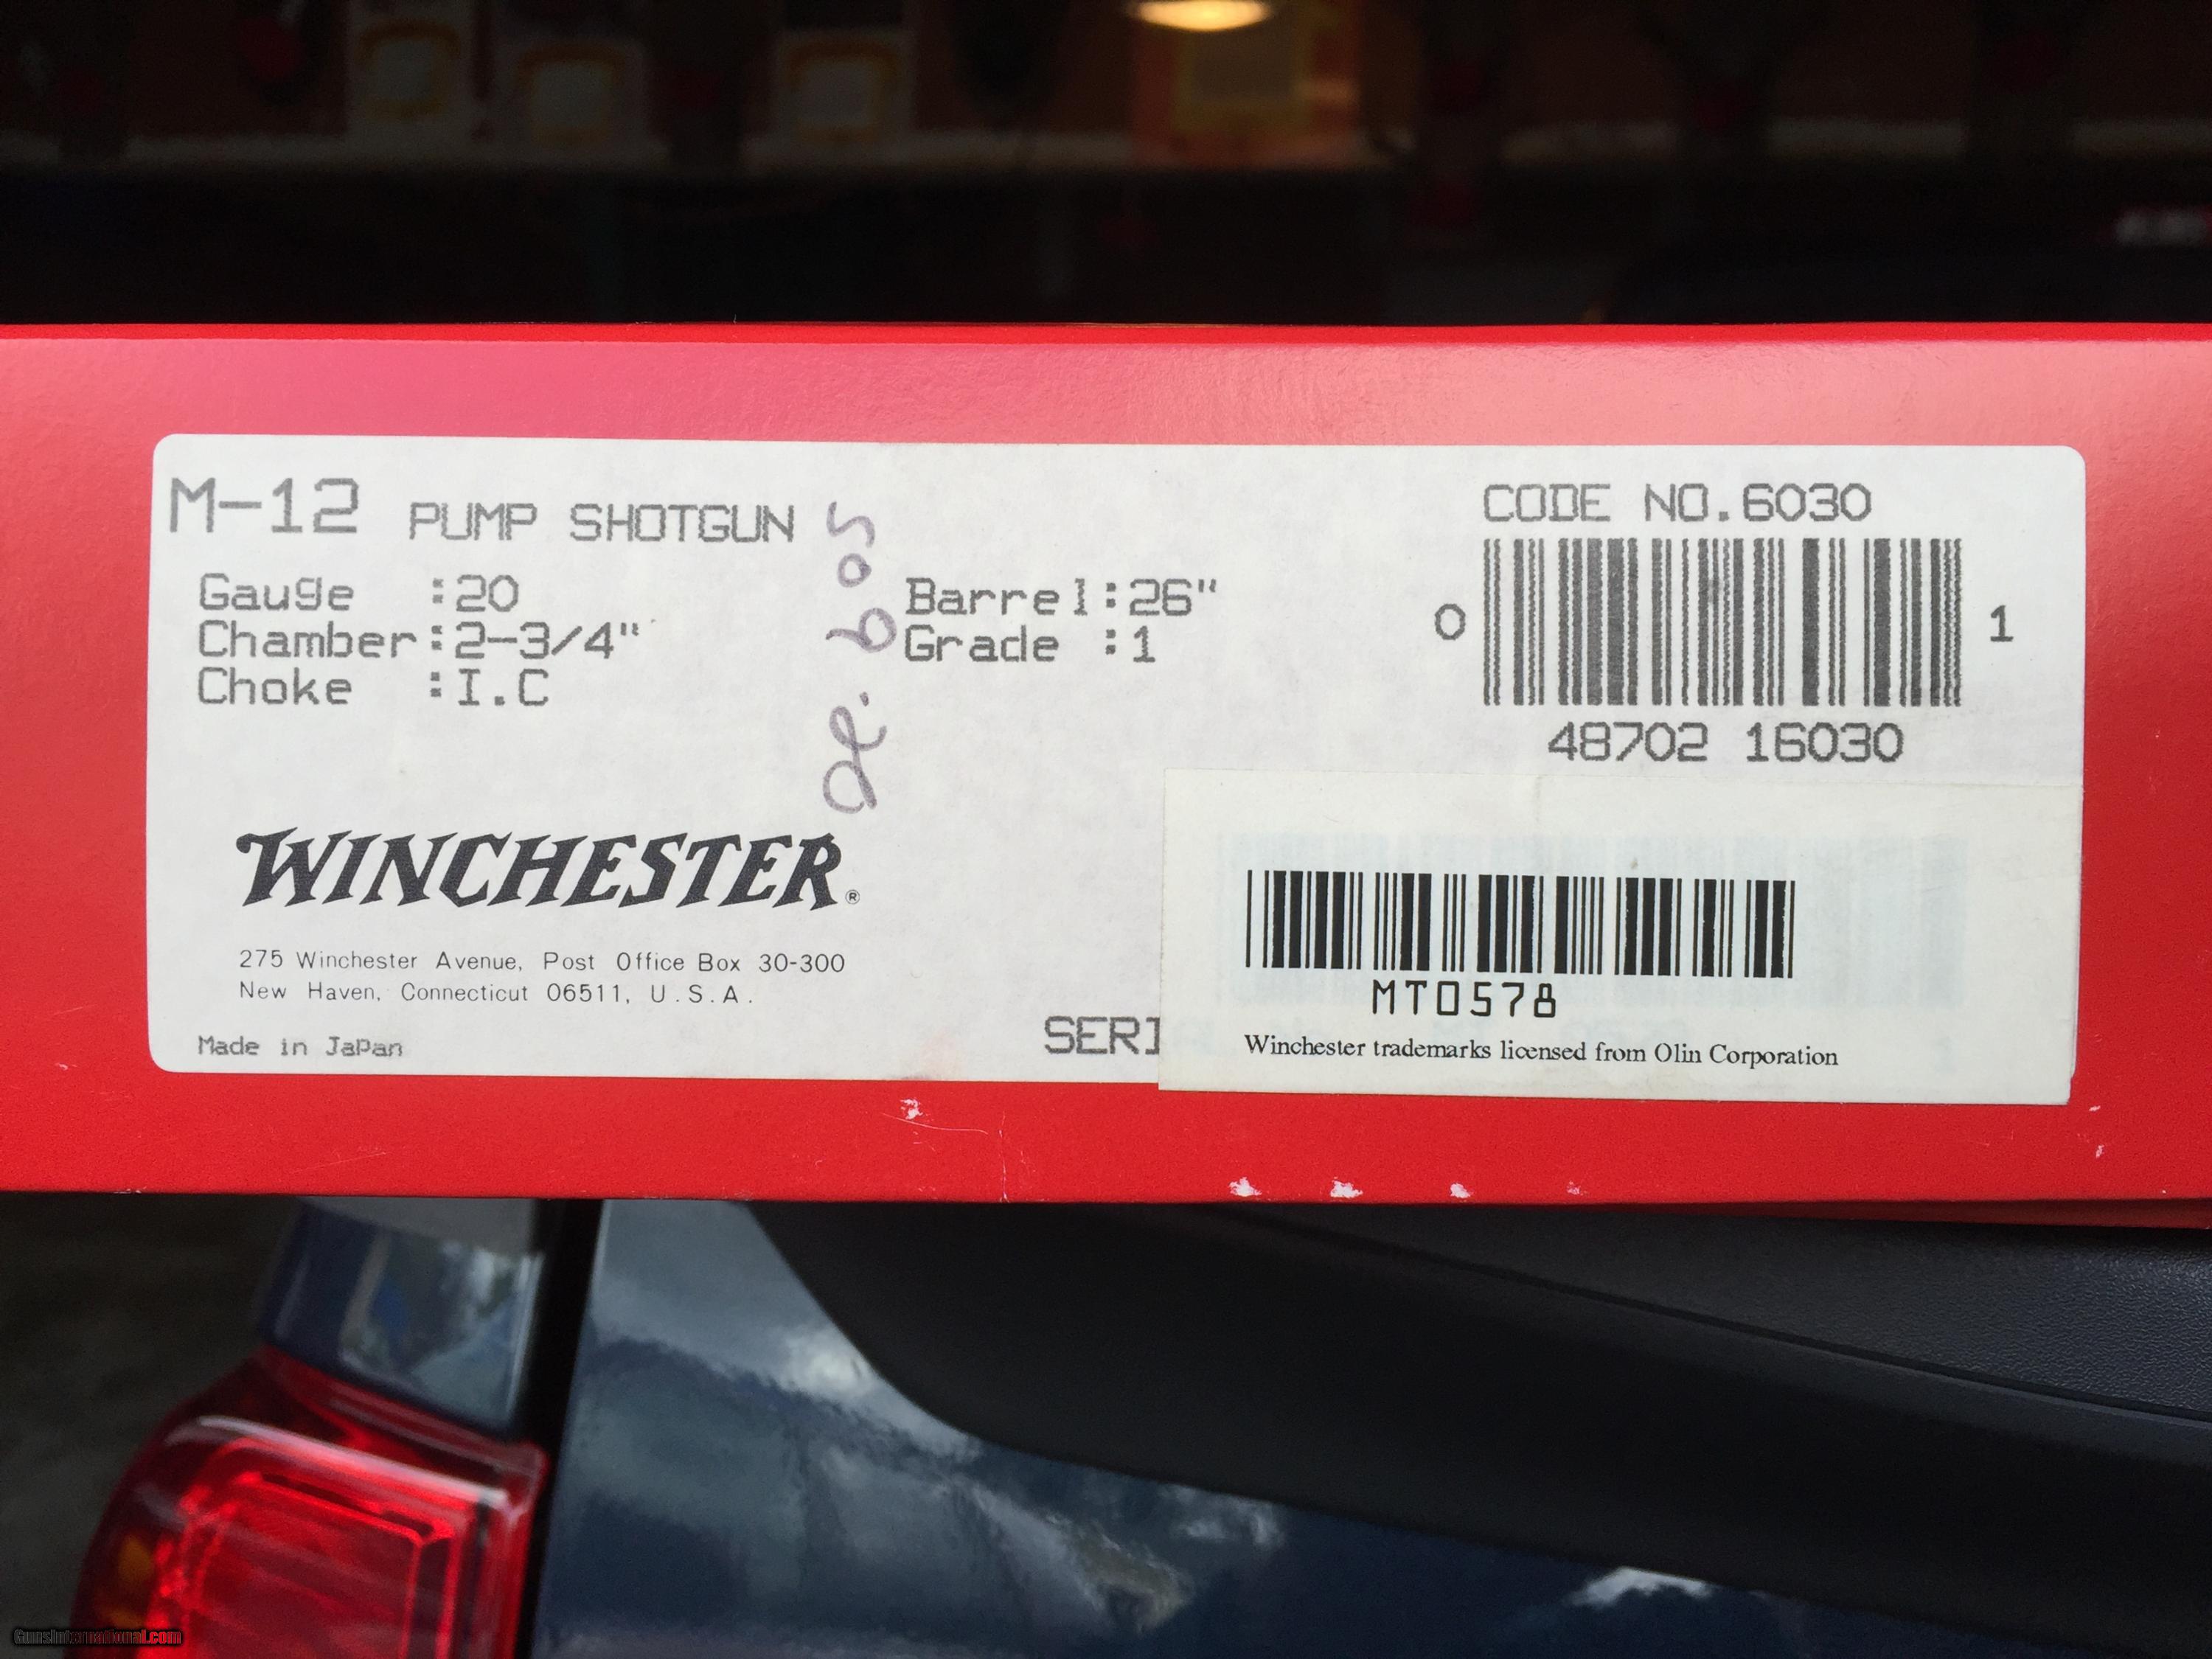 M-12 PUMP SHOTGUN
Gauge :20
Chamber:2-3/4"
Choke :I.C
Barrel:26"
Grade :1
CODE NO.6030
0 1
48702 16030
WINCHESTER®
275 Winchester Avenue, Post Office Box 30-300
New Haven, Connecticut 06511, U.S.A.
Made in Japan
SERI
MT0578
Winchester trademarks licensed from Olin Corporation
GunsInternational.com